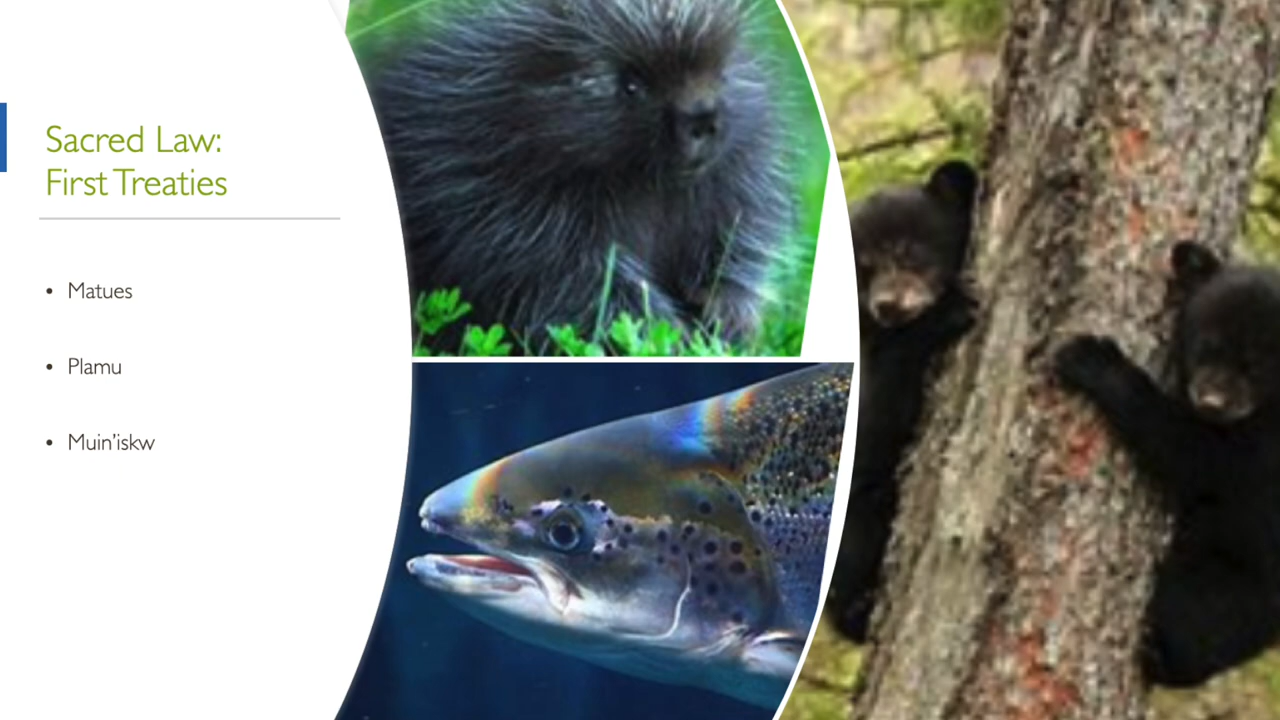 Sacred Law:
First Treaties
• Matues
• Plamu
• Muin’iskw